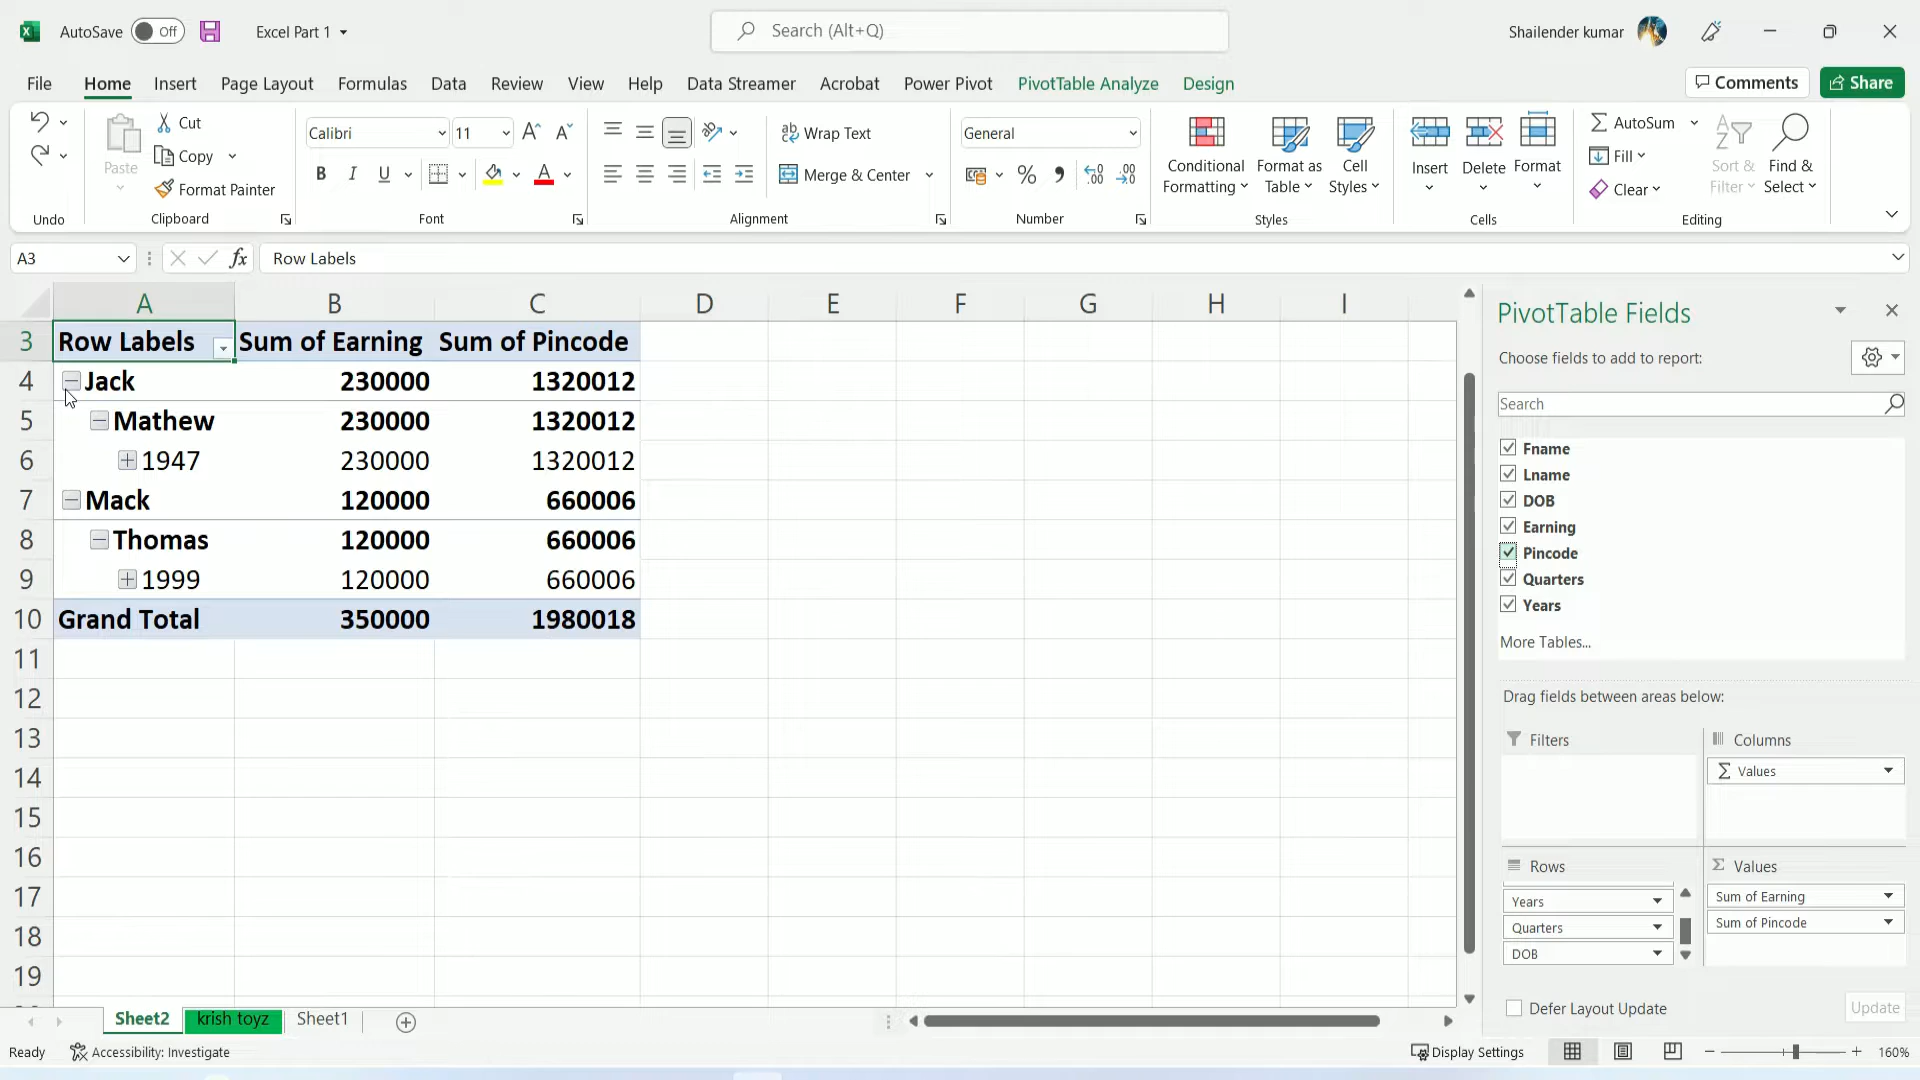 AutoSave Off Excel Part 1 Search (Alt+Q) Shailender kumar
File Home Insert Page Layout Formulas Data Review View Help Data Streamer Acrobat Power Pivot PivotTable Analyze Design Comments Share
Paste Cut Copy Format Painter Clipboard Undo
Calibri 11 B I U A Font
ab Wrap Text Merge & Center Alignment
General % Number
Conditional Formatting Format as Table Cell Styles Styles
Insert Delete Format Cells
AutoSum Fill Clear Sort & Filter Find & Select Editing
A3 fx Row Labels
A B C D E F G H I
3 Row Labels Sum of Earning Sum of Pincode
4 Jack 230000 1320012
5 Mathew 230000 1320012
6 1947 230000 1320012
7 Mack 120000 660006
8 Thomas 120000 660006
9 1999 120000 660006
10 Grand Total 350000 1980018
11
12
13
14
15
16
17
18
19
PivotTable Fields
Choose fields to add to report:
Search
Fname
Lname
DOB
Earning
Pincode
Quarters
Years
More Tables...
Drag fields between areas below:
Filters Columns
Σ Values
Rows Σ Values
Years Sum of Earning
Quarters Sum of Pincode
DOB
Defer Layout Update Update
Sheet2 krish toyz Sheet1
Ready Accessibility: Investigate Display Settings 160%